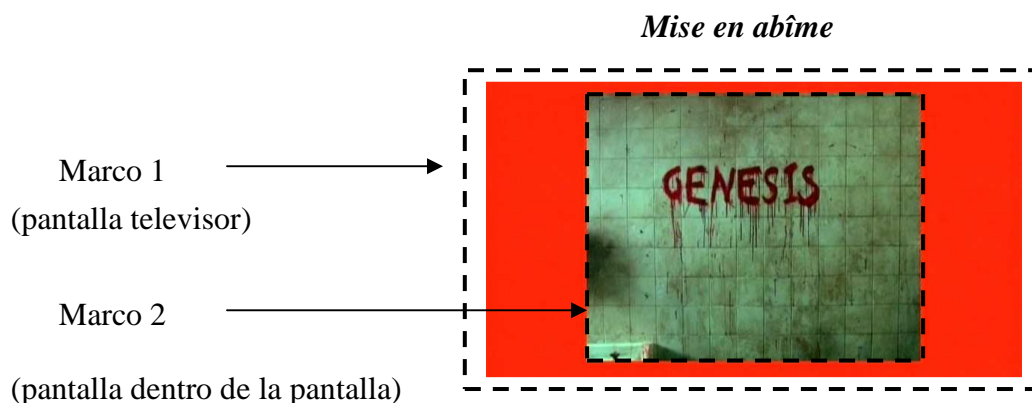 Mise en abîme
GENESIS
Marco 1
(pantalla televisor)
Marco 2
(pantalla dentro de la pantalla)